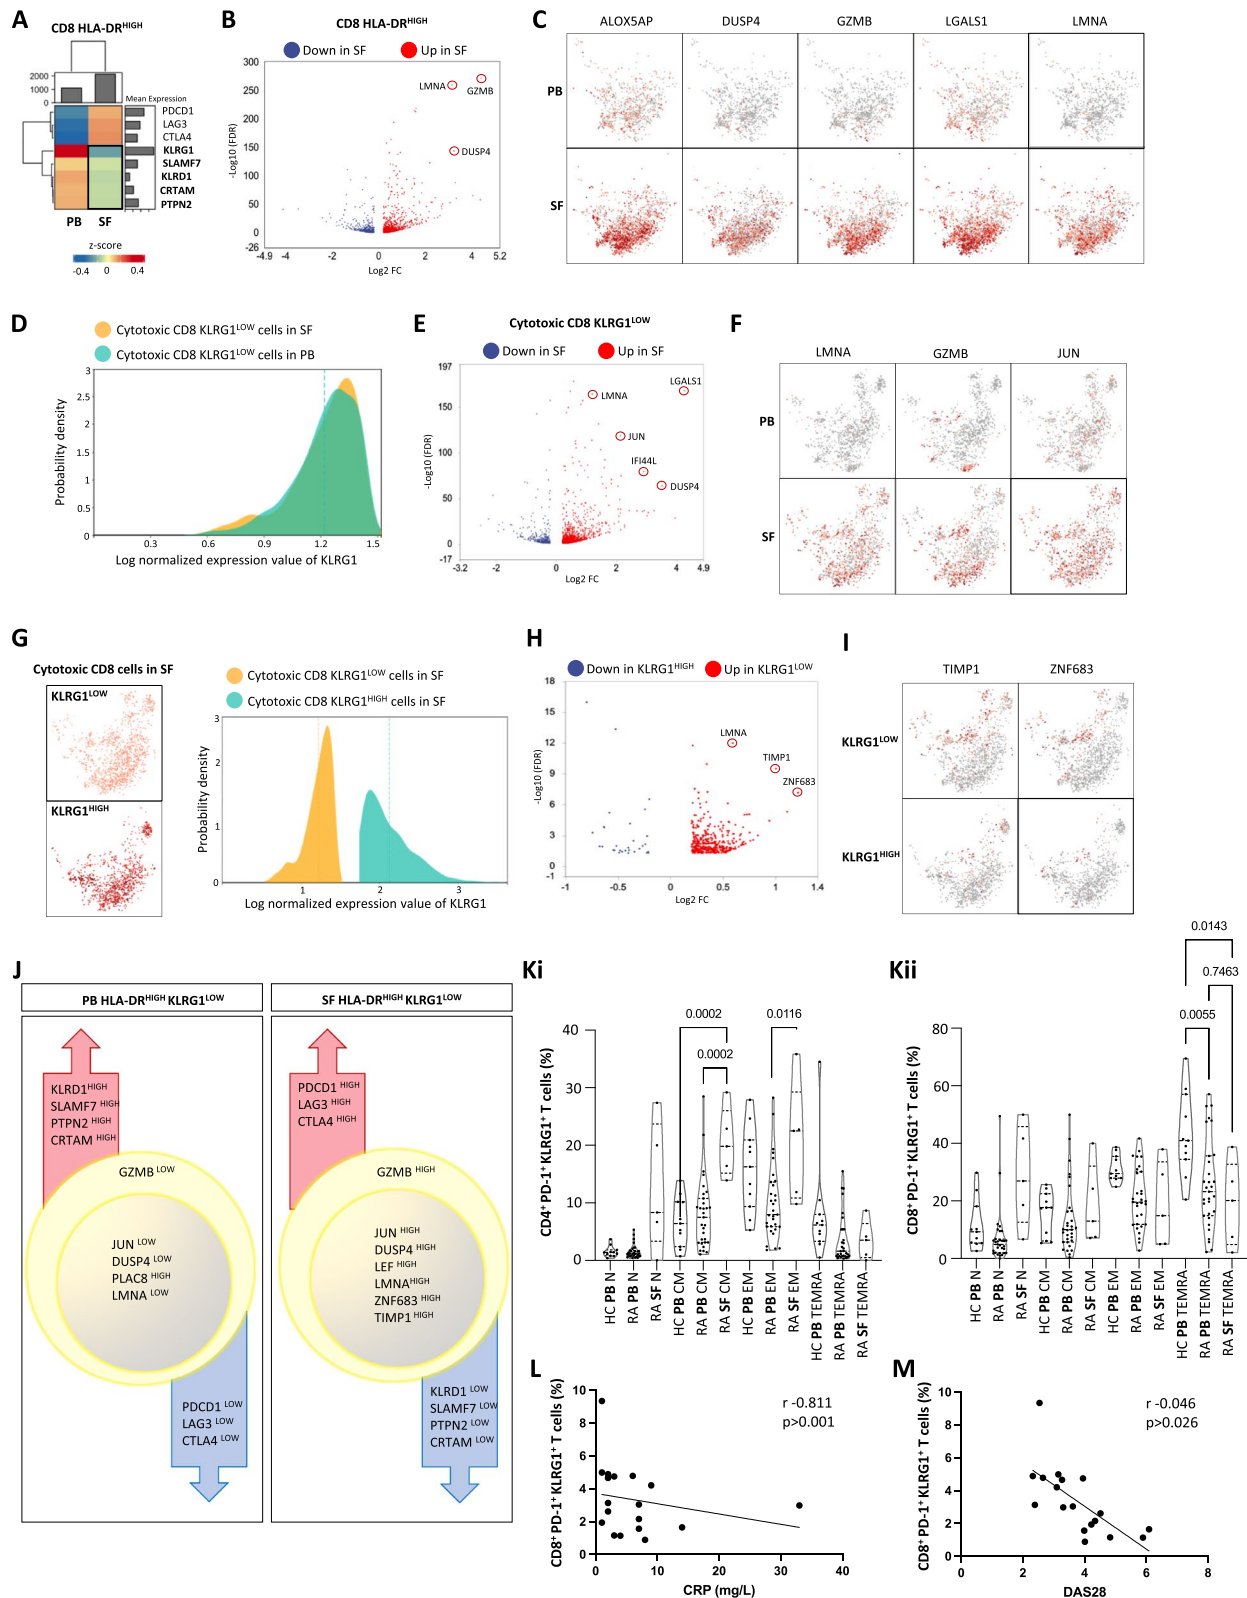 A
CD8 HLA-DRHIGH
2000
1000
0
Mean Expression
PDCD1
LAG3
CTLA4
KLRG1
SLAMF7
KLRD1
CRTAM
PTPN2
PB SF
z-score
-0.4 0 0.4
B
CD8 HLA-DRHIGH
Down in SF Up in SF
300
250
200
150
100
50
0
-26
-Log10 (FDR)
LMNA
GZMB
DUSP4
-4.9 -4 -2 0 2 4 5.2
Log2 FC
C
ALOX5AP DUSP4 GZMB LGALS1 LMNA
PB
SF
D
Cytotoxic CD8 KLRG1LOW cells in SF
Cytotoxic CD8 KLRG1LOW cells in PB
3
2.5
2
1.5
1
0.5
0
Probability density
0.3 0.6 0.9 1.2 1.5
Log normalized expression value of KLRG1
E
Cytotoxic CD8 KLRG1LOW
Down in SF Up in SF
197
150
100
50
0
-17
-Log10 (FDR)
LGALS1
LMNA
JUN
IFI44L
DUSP4
-3.2 -2 0 2 4 4.9
Log2 FC
F
LMNA GZMB JUN
PB
SF
G
Cytotoxic CD8 cells in SF
KLRG1LOW
KLRG1HIGH
Cytotoxic CD8 KLRG1LOW cells in SF
Cytotoxic CD8 KLRG1HIGH cells in SF
3
2
1
0
Probability density
1 2 3
Log normalized expression value of KLRG1
H
Down in KLRG1HIGH Up in KLRG1LOW
18
15
12
9
6
3
0
-1
-Log10 (FDR)
LMNA
TIMP1
ZNF683
-1 -0.5 0 0.5 1 1.4
Log2 FC
I
TIMP1 ZNF683
KLRG1LOW
KLRG1HIGH
J
PB HLA-DRHIGH KLRG1LOW
KLRD1HIGH
SLAMF7HIGH
PTPN2 HIGH
CRTAM HIGH
GZMB LOW
JUN LOW
DUSP4 LOW
PLAC8 HIGH
LMNA LOW
PDCD1 LOW
LAG3 LOW
CTLA4 LOW
SF HLA-DRHIGH KLRG1LOW
PDCD1 HIGH
LAG3 HIGH
CTLA4 HIGH
GZMB HIGH
JUN HIGH
DUSP4 HIGH
LEF HIGH
LMNAHIGH
ZNF683 HIGH
TIMP1 HIGH
KLRD1 LOW
SLAMF7LOW
PTPN2 LOW
CRTAM LOW
Ki
0.0002 0.0116
0.0002
40
30
20
10
0
CD4+ PD-1+ KLRG1+ T cells (%)
HC PB N
RA PB N
RA SF N
HC PB CM
RA PB CM
RA SF CM
HC PB EM
RA PB EM
RA SF EM
HC PB TEMRA
RA PB TEMRA
RA SF TEMRA
Kii
0.0143
0.7463
0.0055
80
60
40
20
0
CD8+ PD-1+ KLRG1+ T cells (%)
HC PB N
RA PB N
RA SF N
HC PB CM
RA PB CM
RA SF CM
HC PB EM
RA PB EM
RA SF EM
HC PB TEMRA
RA PB TEMRA
RA SF TEMRA
L
r -0.811
p>0.001
10
8
6
4
2
0
CD8+ PD-1+ KLRG1+ T cells (%)
0 10 20 30 40
CRP (mg/L)
M
r -0.046
p>0.026
10
8
6
4
2
0
CD8+ PD-1+ KLRG1+ T cells (%)
0 2 4 6 8
DAS28